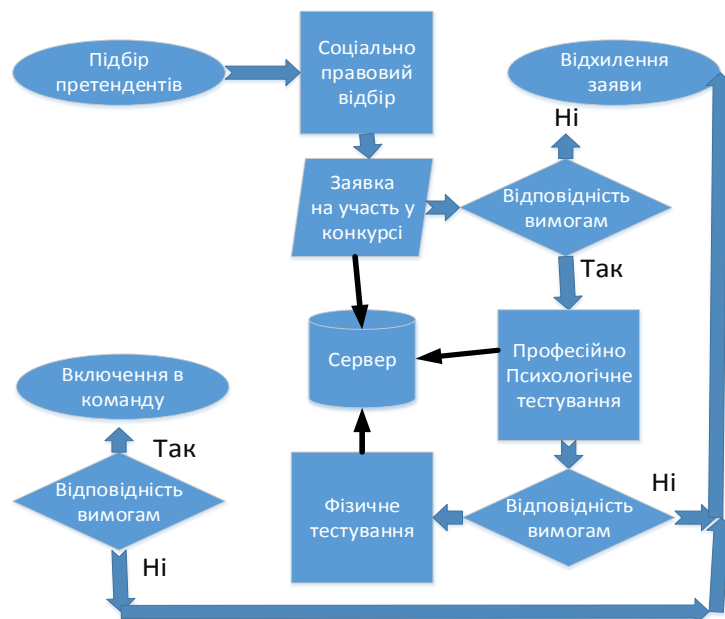 Підбір
претендентів
Соціально
правовий
відбір
Відхилення
заяви
Ні
Заявка
на участь у
конкурсі
Відповідність
вимогам
Так
Сервер
Професійно
Психологічне
тестування
Включення в
команду
Так
Відповідність
вимогам
Ні
Фізичне
тестування
Відповідність
вимогам
Ні